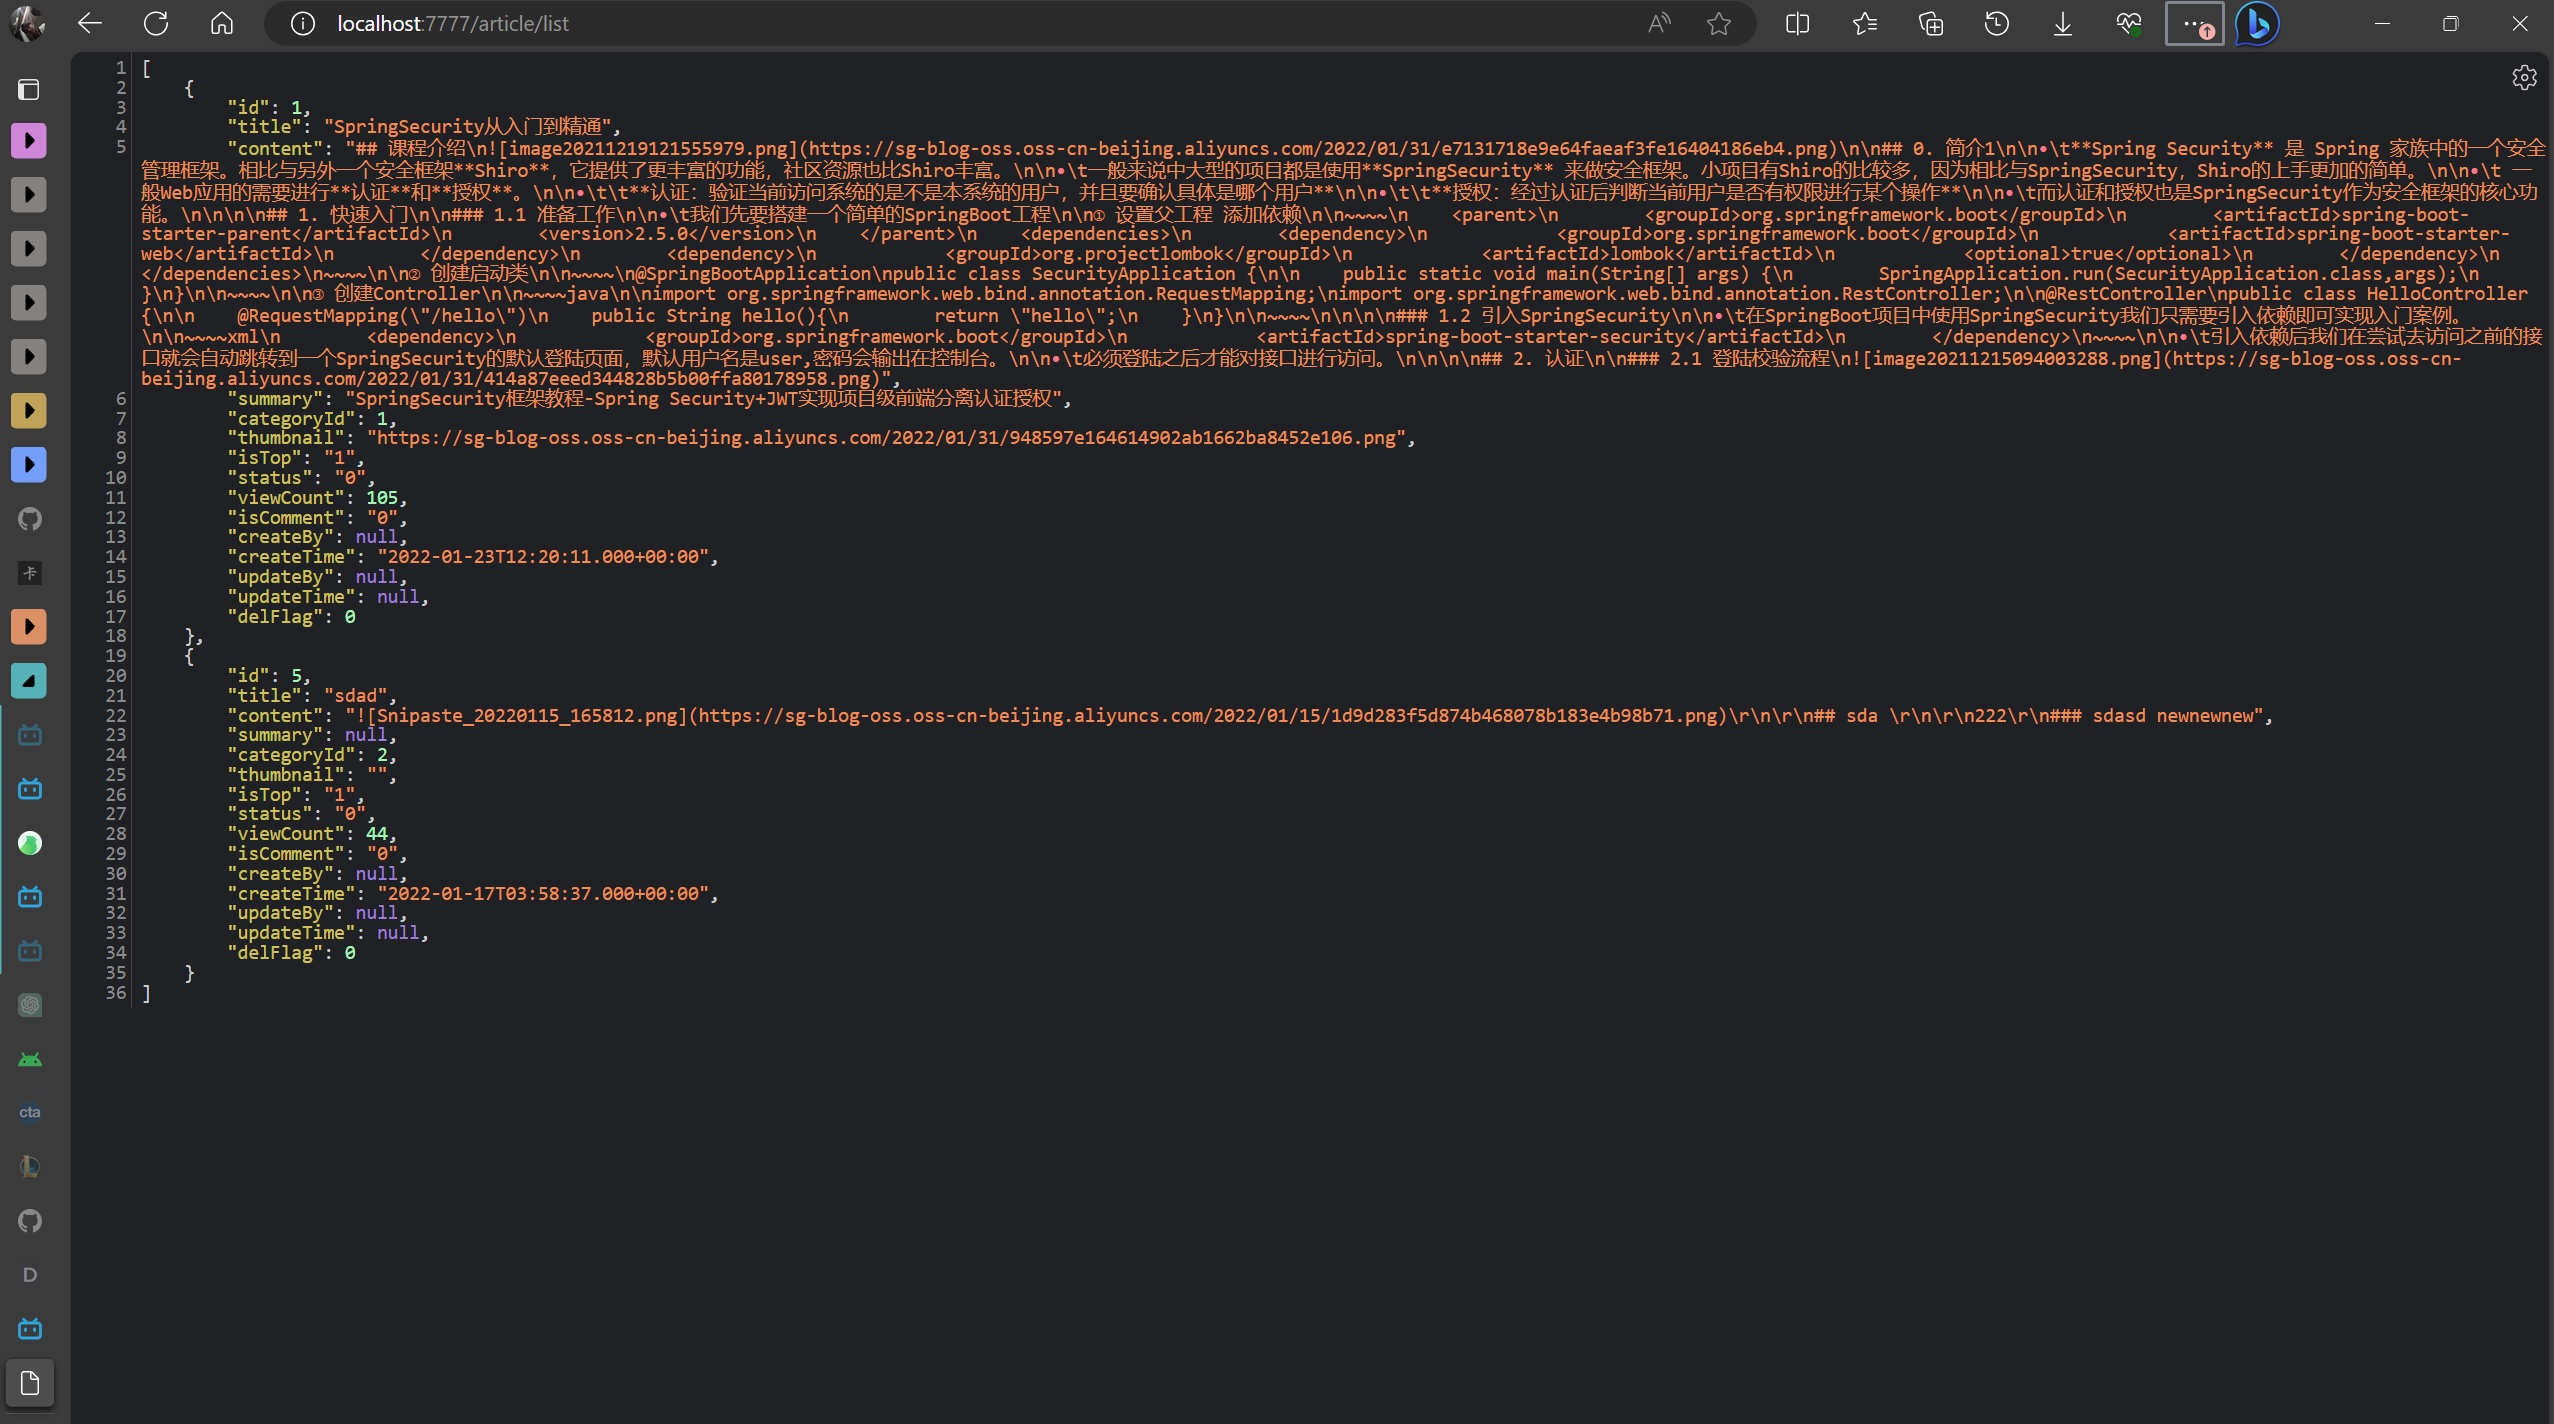 localhost:7777/article/list
1 [
2     {
3         "id": 1,
4         "title": "SpringSecurity从入门到精通",
5         "content": "## 课程介绍\n![image20211219121555979.png](https://sg-blog-oss.oss-cn-beijing.aliyuncs.com/2022/01/31/e7131718e9e64faeaf3fe16404186eb4.png)\n\n## 0. 简介1\n\n•\t**Spring Security** 是 Spring 家族中的一个安全
管理框架。相比与另外一个安全框架**Shiro**，它提供了更丰富的功能，社区资源也比Shiro丰富。\n\n•\t一般来说中大型的项目都是使用**SpringSecurity** 来做安全框架。小项目有Shiro的比较多，因为相比与SpringSecurity，Shiro的上手更加的简单。\n\n•\t 一
般Web应用的需要进行**认证**和**授权**。\n\n•\t\t**认证：验证当前访问系统的是不是本系统的用户，并且要确认具体是哪个用户**\n\n•\t\t**授权：经过认证后判断当前用户是否有权限进行某个操作**\n\n•\t而认证和授权也是SpringSecurity作为安全框架的核心功
能。\n\n\n\n## 1. 快速入门\n\n### 1.1 准备工作\n\n•\t我们先要搭建一个简单的SpringBoot工程\n\n① 设置父工程 添加依赖\n\n~~~~\n    <parent>\n        <groupId>org.springframework.boot</groupId>\n        <artifactId>spring-boot-
starter-parent</artifactId>\n        <version>2.5.0</version>\n    </parent>\n    <dependencies>\n        <dependency>\n            <groupId>org.springframework.boot</groupId>\n            <artifactId>spring-boot-starter-
web</artifactId>\n        </dependency>\n        <dependency>\n            <groupId>org.projectlombok</groupId>\n            <artifactId>lombok</artifactId>\n            <optional>true</optional>\n        </dependency>\n
</dependencies>\n~~~~\n\n② 创建启动类\n\n~~~~\n@SpringBootApplication\npublic class SecurityApplication {\n\n    public static void main(String[] args) {\n        SpringApplication.run(SecurityApplication.class,args);\n
}\n}\n\n~~~~\n\n③ 创建Controller\n\n~~~~java\n\nimport org.springframework.web.bind.annotation.RequestMapping;\nimport org.springframework.web.bind.annotation.RestController;\n\n@RestController\npublic class HelloController
{\n\n    @RequestMapping(\"/hello\")\n    public String hello(){\n        return \"hello\";\n    }\n}\n\n~~~~\n\n\n\n### 1.2 引入SpringSecurity\n\n•\t在SpringBoot项目中使用SpringSecurity我们只需要引入依赖即可实现入门案例。
\n\n~~~~xml\n        <dependency>\n            <groupId>org.springframework.boot</groupId>\n            <artifactId>spring-boot-starter-security</artifactId>\n        </dependency>\n~~~~\n\n•\t引入依赖后我们在尝试去访问之前的接
口就会自动跳转到一个SpringSecurity的默认登陆页面，默认用户名是user,密码会输出在控制台。\n\n•\t必须登陆之后才能对接口进行访问。\n\n\n\n## 2. 认证\n\n### 2.1 登陆校验流程\n![image20211215094003288.png](https://sg-blog-oss.oss-cn-
beijing.aliyuncs.com/2022/01/31/414a87eeed344828b5b00ffa80178958.png)",
6         "summary": "SpringSecurity框架教程-Spring Security+JWT实现项目级前端分离认证授权",
7         "categoryId": 1,
8         "thumbnail": "https://sg-blog-oss.oss-cn-beijing.aliyuncs.com/2022/01/31/948597e164614902ab1662ba8452e106.png",
9         "isTop": "1",
10         "status": "0",
11         "viewCount": 105,
12         "isComment": "0",
13         "createBy": null,
14         "createTime": "2022-01-23T12:20:11.000+00:00",
15         "updateBy": null,
16         "updateTime": null,
17         "delFlag": 0
18     },
19     {
20         "id": 5,
21         "title": "sdad",
22         "content": "![Snipaste_20220115_165812.png](https://sg-blog-oss.oss-cn-beijing.aliyuncs.com/2022/01/15/1d9d283f5d874b468078b183e4b98b71.png)\r\n\r\n## sda \r\n\r\n222\r\n### sdasd newnewnew",
23         "summary": null,
24         "categoryId": 2,
25         "thumbnail": "",
26         "isTop": "1",
27         "status": "0",
28         "viewCount": 44,
29         "isComment": "0",
30         "createBy": null,
31         "createTime": "2022-01-17T03:58:37.000+00:00",
32         "updateBy": null,
33         "updateTime": null,
34         "delFlag": 0
35     }
36 ]
cta
D